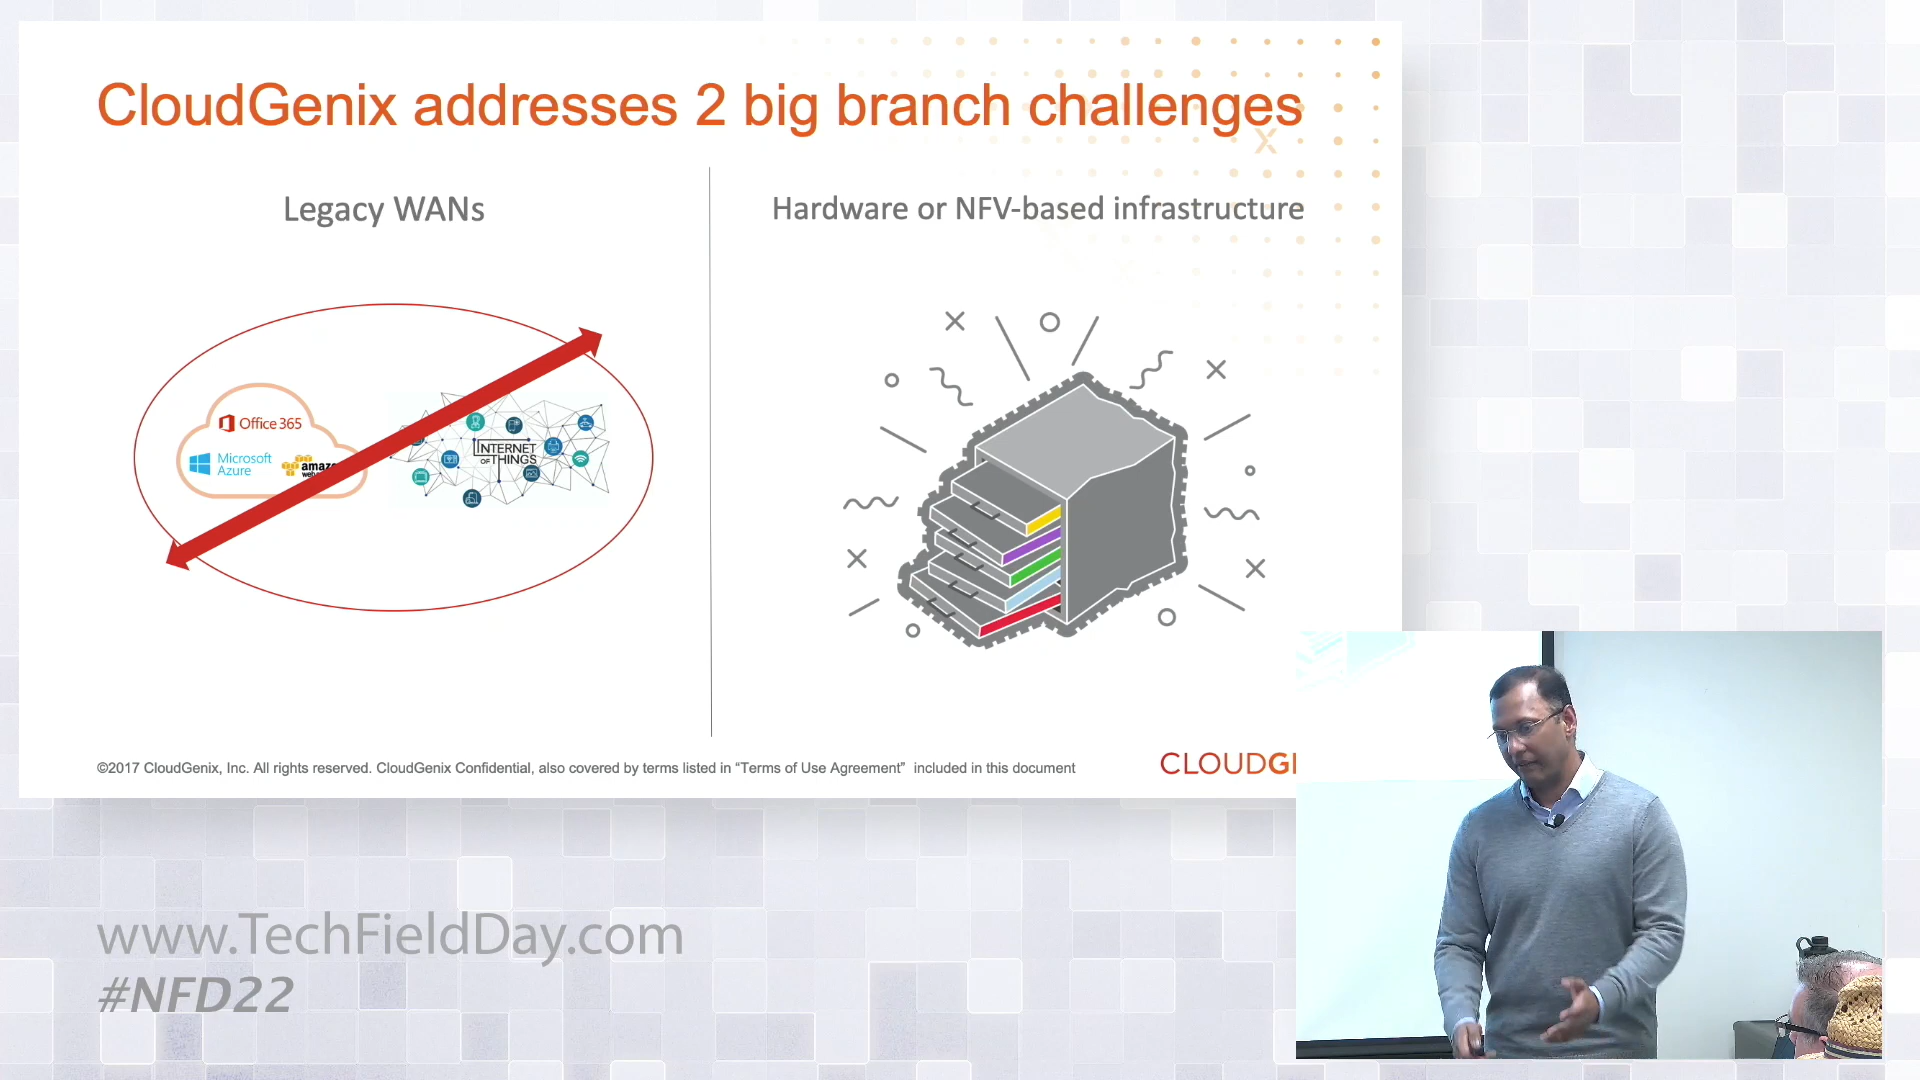 CloudGenix addresses 2 big branch challenges
Legacy WANs
Hardware or NFV-based infrastructure
Office 365
Microsoft
Azure
INTERNET
OF THINGS
©2017 CloudGenix, Inc. All rights reserved. CloudGenix Confidential, also covered by terms listed in “Terms of Use Agreement” included in this document
www.TechFieldDay.com
#NFD22